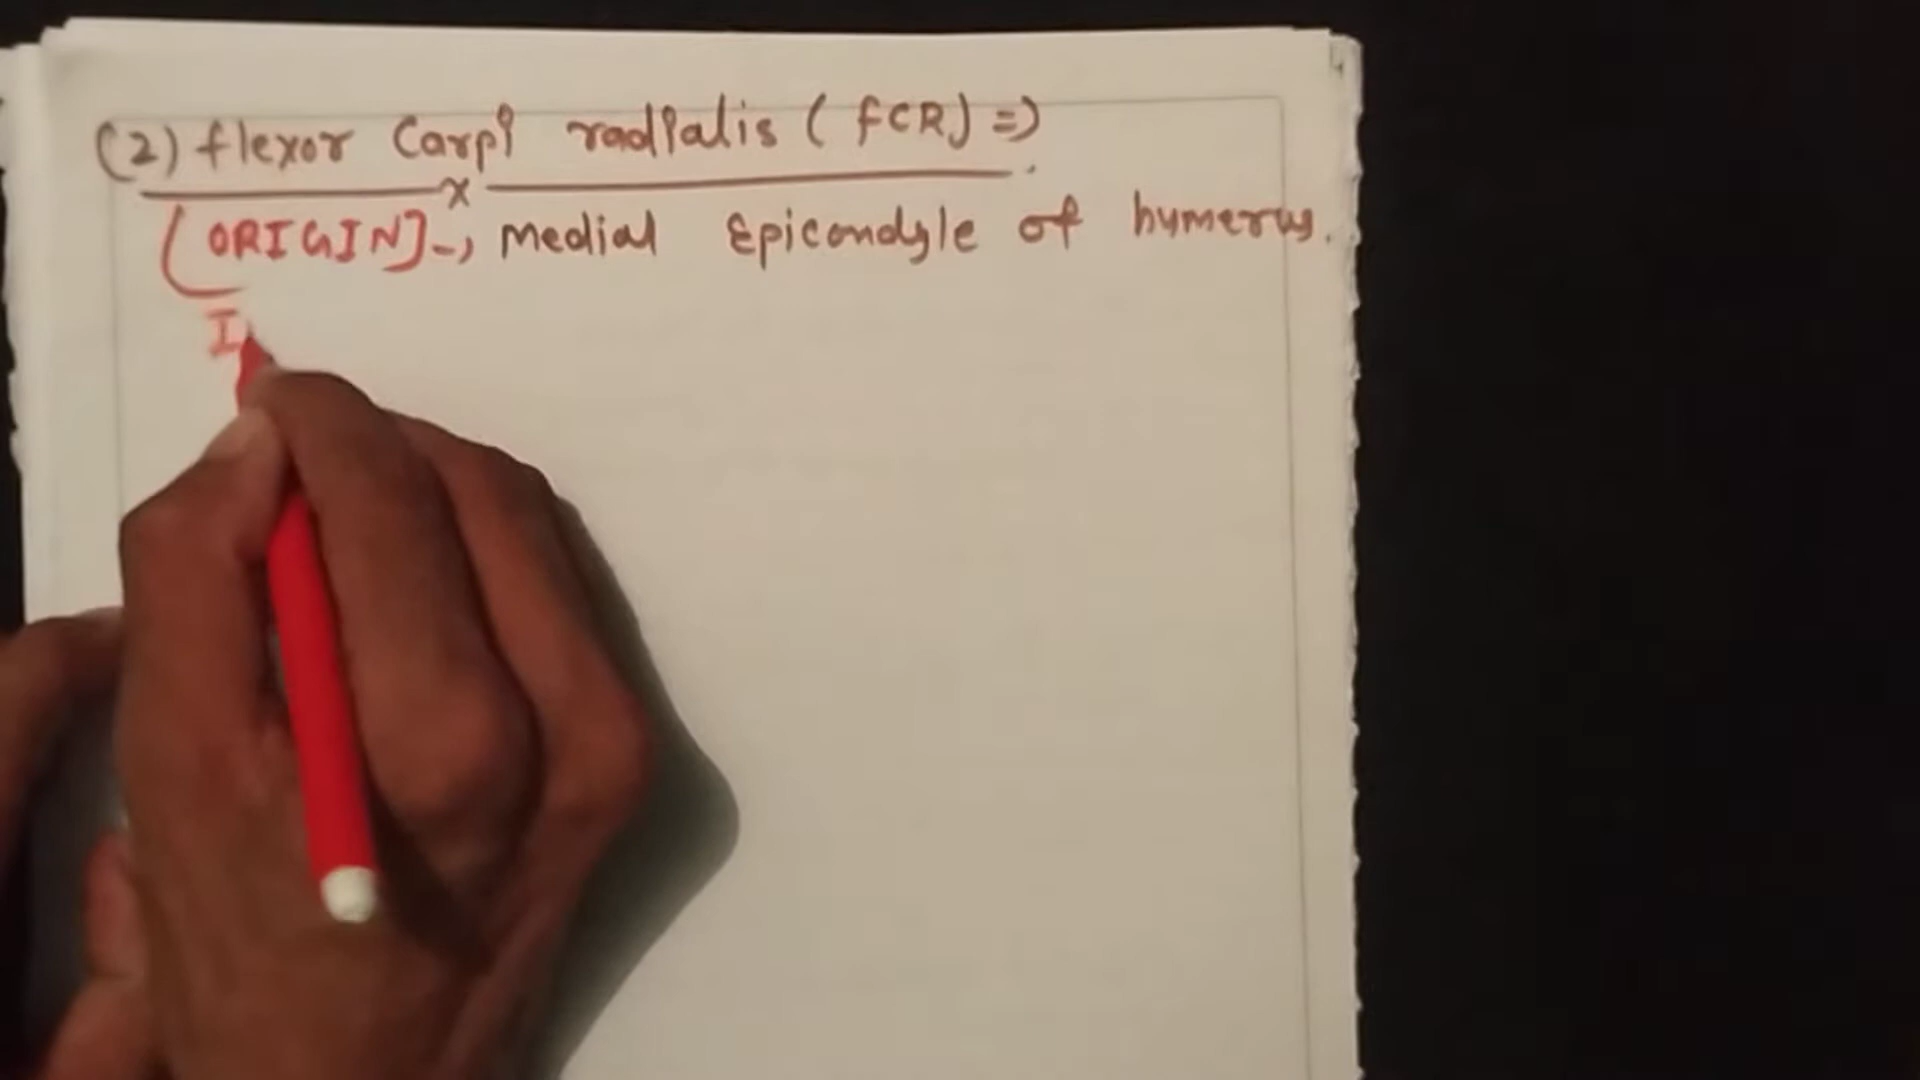 (2) flexor Carpi radialis (fCR) =>
[ORIGIN] -, Medial Epicondyle of humerus.
I